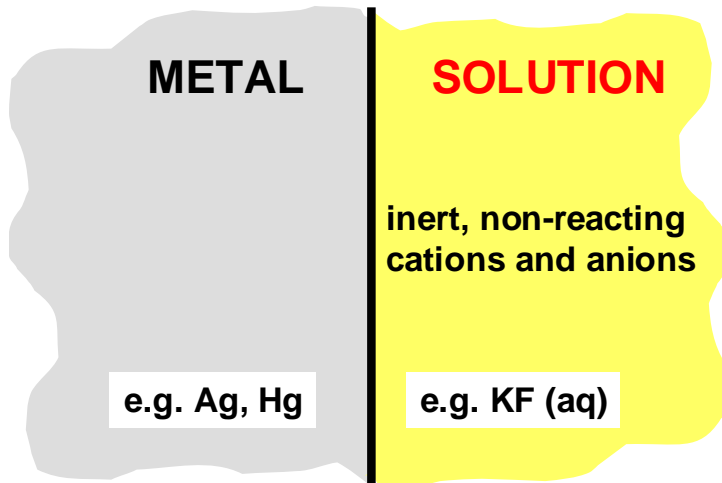 METAL
SOLUTION
inert, non-reacting
cations and anions
e.g. Ag, Hg
e.g. KF (aq)